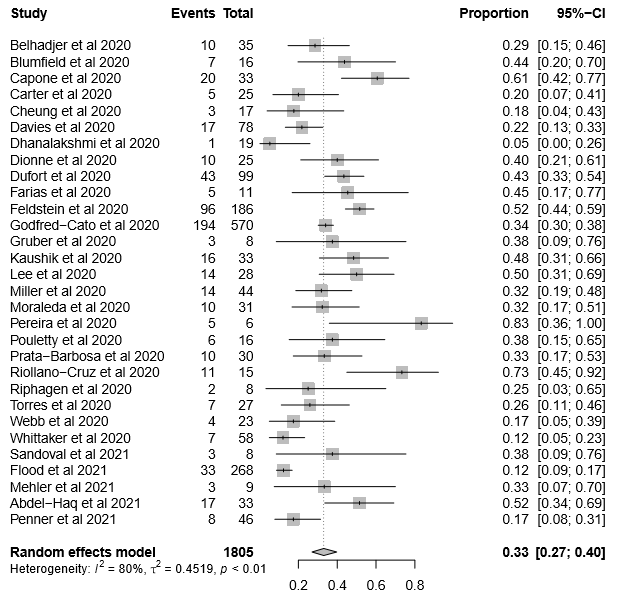 Study Events Total Proportion 95%−CI
Belhadjer et al 2020 10 35 0.29 [0.15; 0.46]
Blumfield et al 2020 7 16 0.44 [0.20; 0.70]
Capone et al 2020 20 33 0.61 [0.42; 0.77]
Carter et al 2020 5 25 0.20 [0.07; 0.41]
Cheung et al 2020 3 17 0.18 [0.04; 0.43]
Davies et al 2020 17 78 0.22 [0.13; 0.33]
Dhanalakshmi et al 2020 1 19 0.05 [0.00; 0.26]
Dionne et al 2020 10 25 0.40 [0.21; 0.61]
Dufort et al 2020 43 99 0.43 [0.33; 0.54]
Farias et al 2020 5 11 0.45 [0.17; 0.77]
Feldstein et al 2020 96 186 0.52 [0.44; 0.59]
Godfred−Cato et al 2020 194 570 0.34 [0.30; 0.38]
Gruber et al 2020 3 8 0.38 [0.09; 0.76]
Kaushik et al 2020 16 33 0.48 [0.31; 0.66]
Lee et al 2020 14 28 0.50 [0.31; 0.69]
Miller et al 2020 14 44 0.32 [0.19; 0.48]
Moraleda et al 2020 10 31 0.32 [0.17; 0.51]
Pereira et al 2020 5 6 0.83 [0.36; 1.00]
Pouletty et al 2020 6 16 0.38 [0.15; 0.65]
Prata−Barbosa et al 2020 10 30 0.33 [0.17; 0.53]
Riollano−Cruz et al 2020 11 15 0.73 [0.45; 0.92]
Riphagen et al 2020 2 8 0.25 [0.03; 0.65]
Torres et al 2020 7 27 0.26 [0.11; 0.46]
Webb et al 2020 4 23 0.17 [0.05; 0.39]
Whittaker et al 2020 7 58 0.12 [0.05; 0.23]
Sandoval et al 2021 3 8 0.38 [0.09; 0.76]
Flood et al 2021 33 268 0.12 [0.09; 0.17]
Mehler et al 2021 3 9 0.33 [0.07; 0.70]
Abdel−Haq et al 2021 17 33 0.52 [0.34; 0.69]
Penner et al 2021 8 46 0.17 [0.08; 0.31]
Random effects model 1805 0.33 [0.27; 0.40]
Heterogeneity: I² = 80%, τ² = 0.4519, p < 0.01
0.2 0.4 0.6 0.8